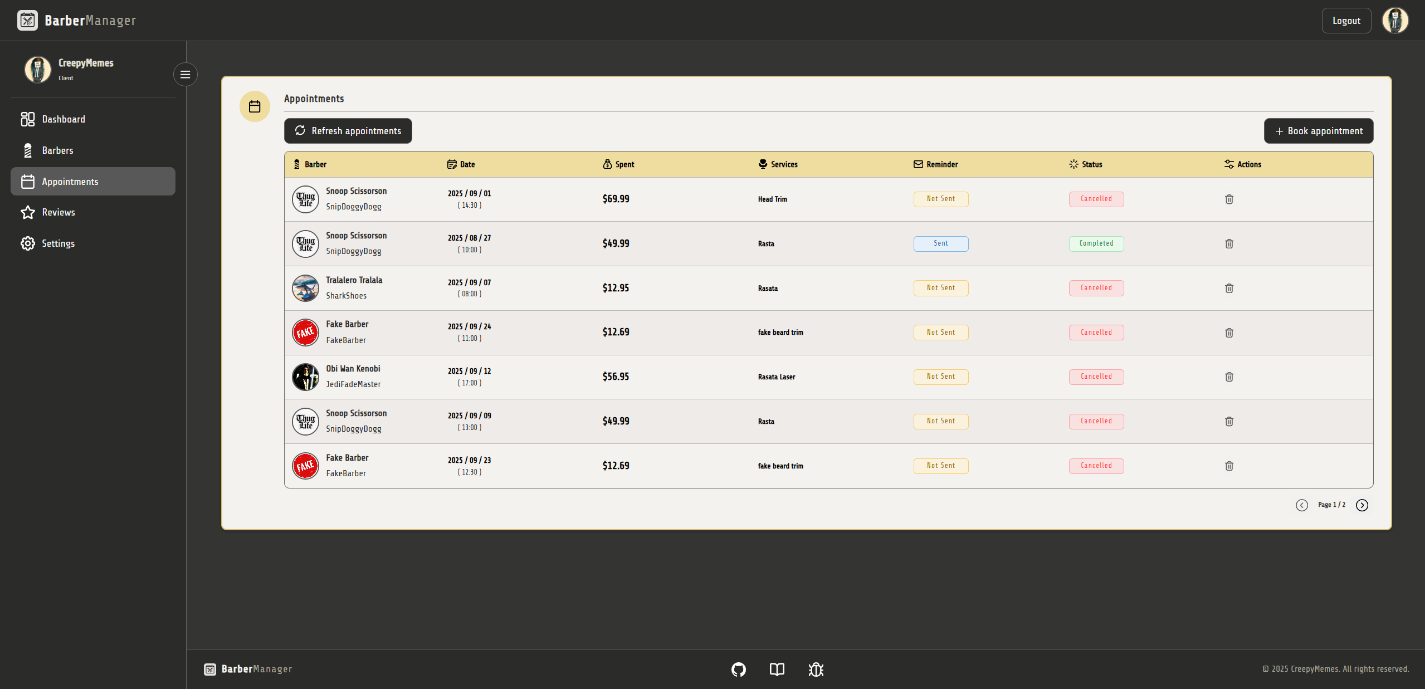 BarberManager
Logout
CreepyMemes
Client
Dashboard
Barbers
Appointments
Reviews
Settings
Appointments
Refresh appointments
+ Book appointment
Barber Date Spent Services Reminder Status Actions
Thug Life Snoop Scissorson SnipDoggyDogg 2025 / 09 / 01 ( 14:30 ) $69.99 Head Trim Not Sent Cancelled
Thug Life Snoop Scissorson SnipDoggyDogg 2025 / 08 / 27 ( 10:00 ) $49.99 Rasta Sent Completed
Tralalero Tralala SharkShoes 2025 / 09 / 07 ( 08:00 ) $12.95 Rasata Not Sent Cancelled
FAKE Fake Barber FakeBarber 2025 / 09 / 24 ( 11:00 ) $12.69 fake beard trim Not Sent Cancelled
Obi Wan Kenobi JediFadeMaster 2025 / 09 / 12 ( 17:00 ) $56.95 Rasata Laser Not Sent Cancelled
Thug Life Snoop Scissorson SnipDoggyDogg 2025 / 09 / 09 ( 13:00 ) $49.99 Rasta Not Sent Cancelled
FAKE Fake Barber FakeBarber 2025 / 09 / 23 ( 12:30 ) $12.69 fake beard trim Not Sent Cancelled
Page 1 / 2
BarberManager
© 2025 CreepyMemes. All rights reserved.